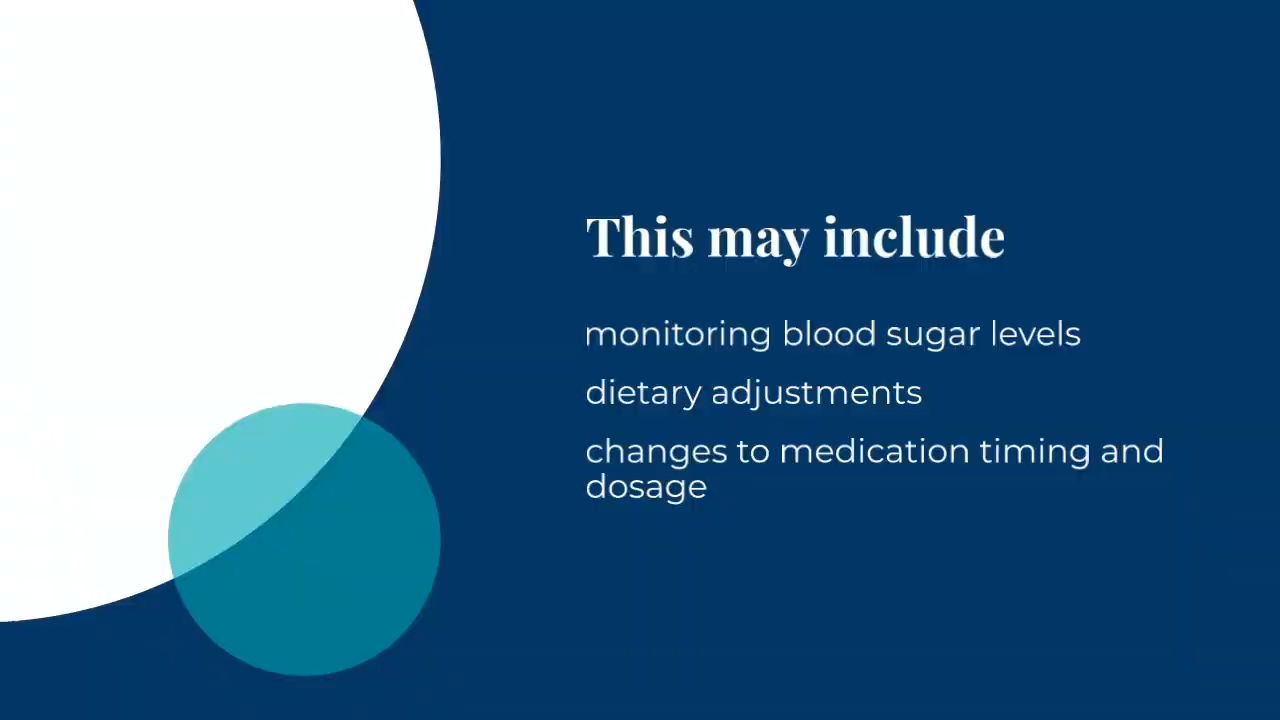 This may include
monitoring blood sugar levels
dietary adjustments
changes to medication timing and
dosage